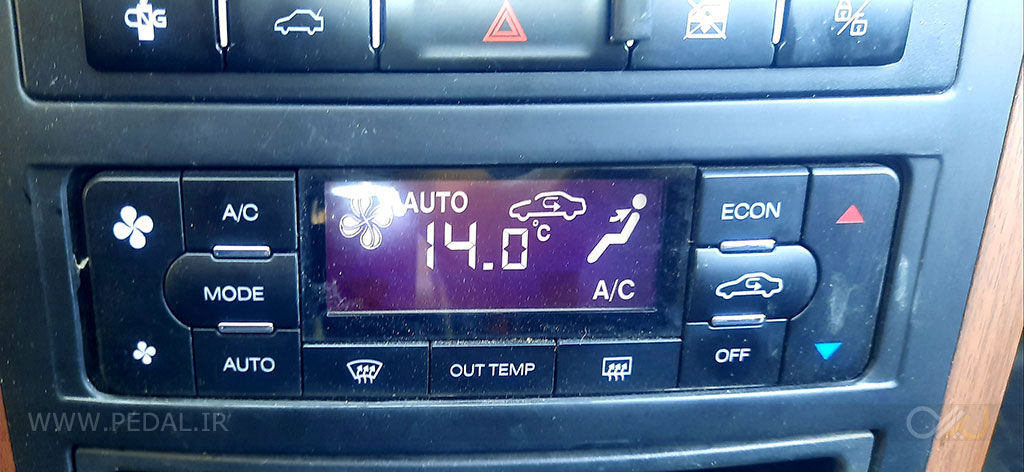 CNG
AUTO
A/C
14.0°C
ECON
MODE
A/C
AUTO
OUT TEMP
OFF
WWW.PEDAL.IR